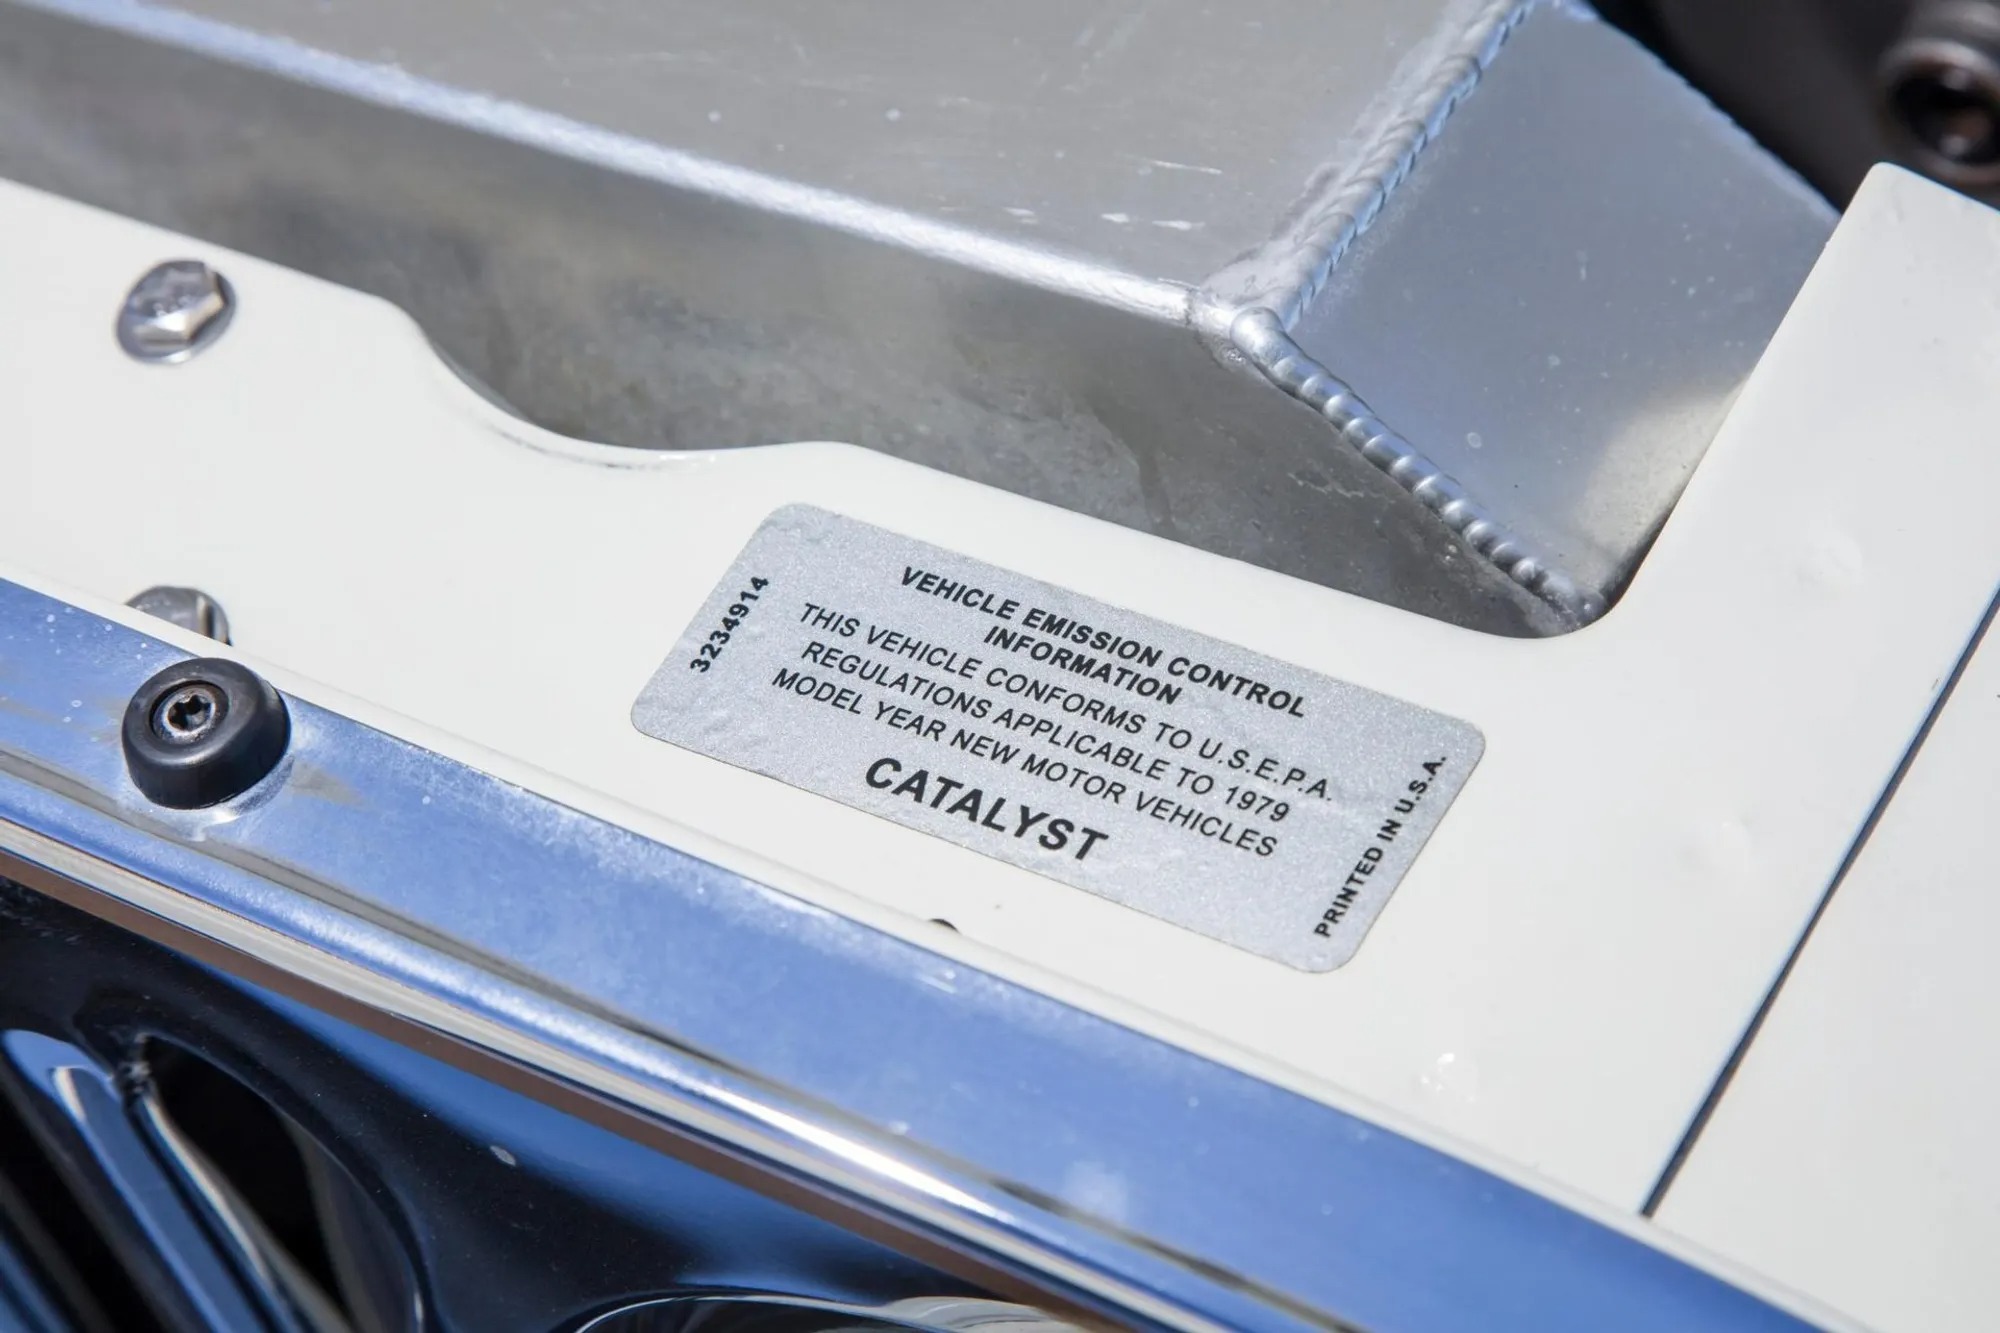 3234914
VEHICLE EMISSION CONTROL
INFORMATION
THIS VEHICLE CONFORMS TO U.S.E.P.A.
REGULATIONS APPLICABLE TO 1979
MODEL YEAR NEW MOTOR VEHICLES
CATALYST
PRINTED IN U.S.A.